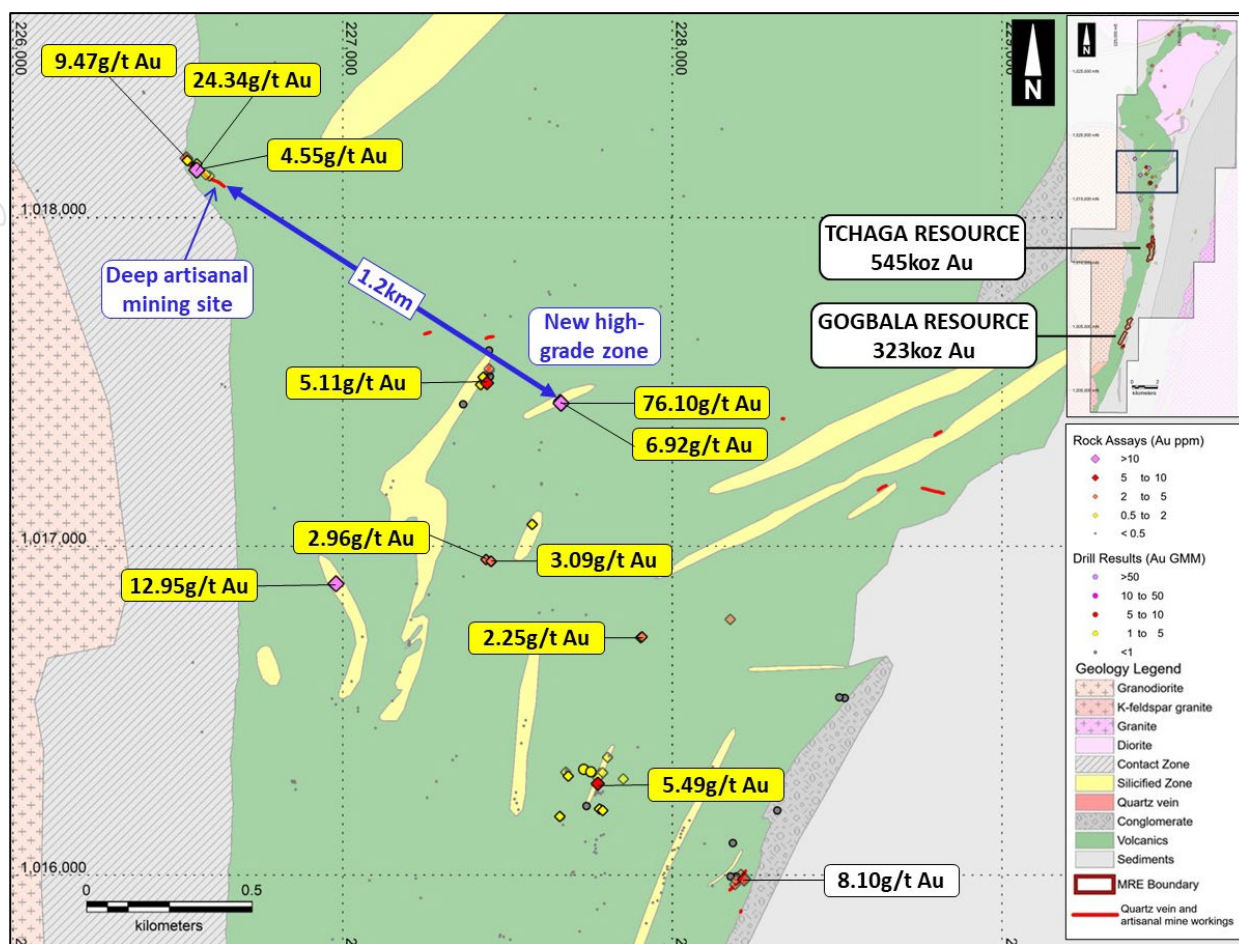 226,000
227,000
228,000
229,000
9.47g/t Au
24.34g/t Au
4.55g/t Au
N
1,018,000
Deep artisanal
mining site
1.2km
New high-
grade zone
5.11g/t Au
76.10g/t Au
6.92g/t Au
1,017,000
2.96g/t Au
3.09g/t Au
12.95g/t Au
2.25g/t Au
5.49g/t Au
1,016,000
8.10g/t Au
0
0.5
kilometers
N
TCHAGA RESOURCE
545koz Au
GOGBALA RESOURCE
323koz Au
0 2
kilometers
Rock Assays (Au ppm)
>10
5 to 10
2 to 5
0.5 to 2
< 0.5
Drill Results (Au GMM)
>50
10 to 50
5 to 10
1 to 5
<1
Geology Legend
Granodiorite
K-feldspar granite
Granite
Diorite
Contact Zone
Silicified Zone
Quartz vein
Conglomerate
Volcanics
Sediments
MRE Boundary
Quartz vein and
artisanal mine workings